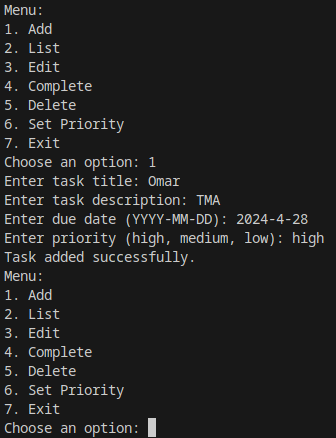 Menu:
1. Add
2. List
3. Edit
4. Complete
5. Delete
6. Set Priority
7. Exit
Choose an option: 1
Enter task title: Omar
Enter task description: TMA
Enter due date (YYYY-MM-DD): 2024-4-28
Enter priority (high, medium, low): high
Task added successfully.
Menu:
1. Add
2. List
3. Edit
4. Complete
5. Delete
6. Set Priority
7. Exit
Choose an option: